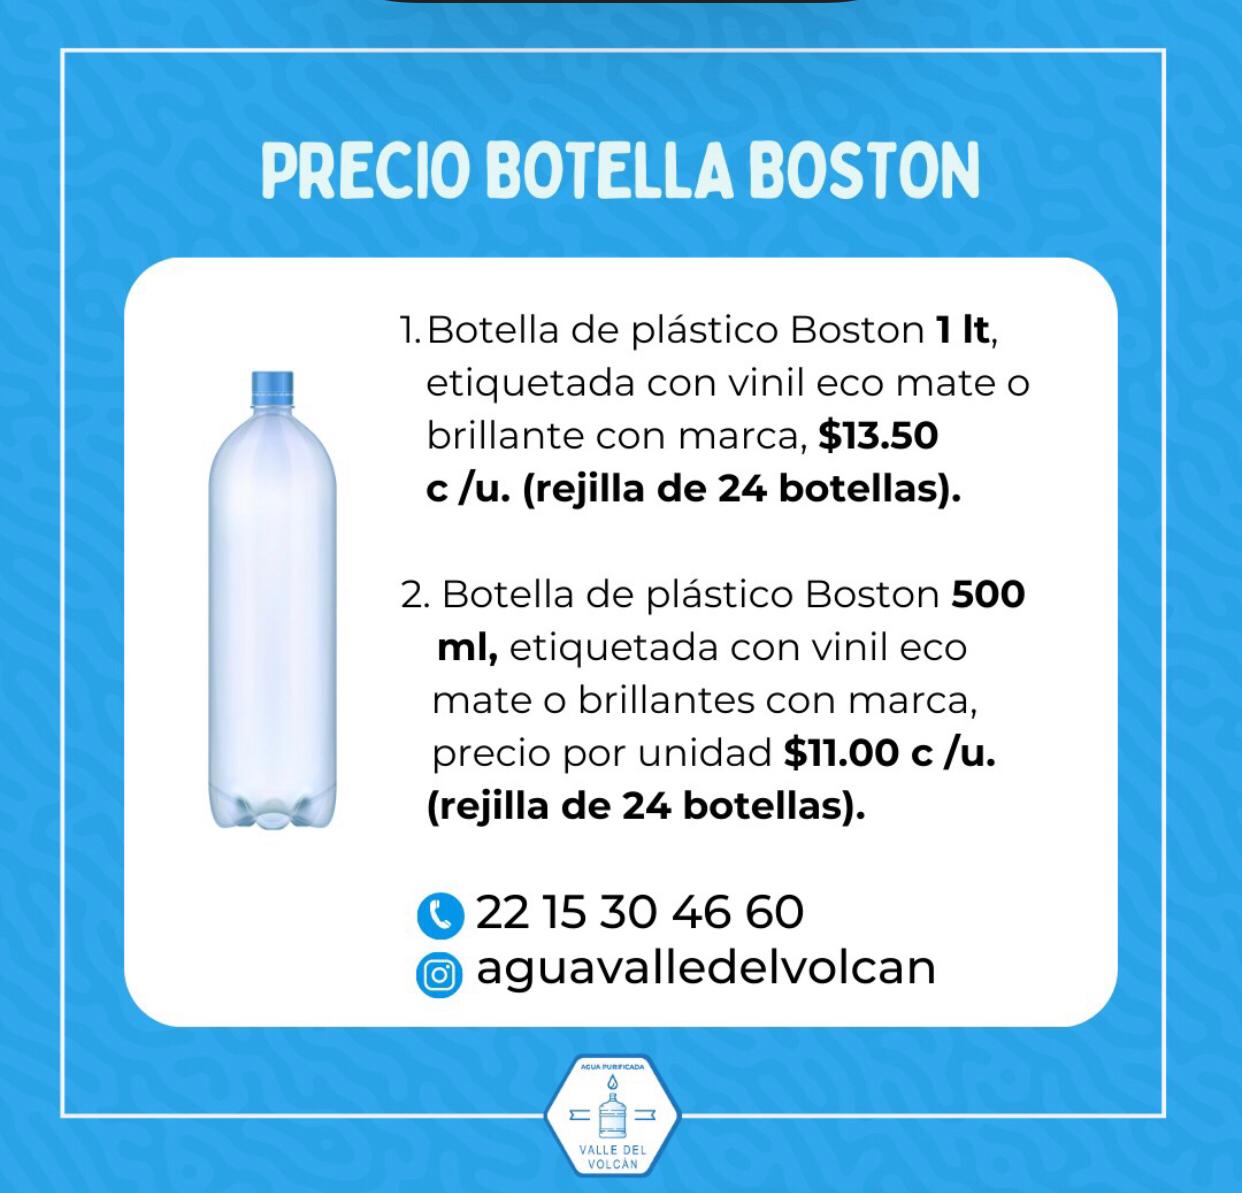 PRECIO BOTELLA BOSTON
1. Botella de plástico Boston 1 lt,
etiquetada con vinil eco mate o
brillante con marca, $13.50
c /u. (rejilla de 24 botellas).
2. Botella de plástico Boston 500
ml, etiquetada con vinil eco
mate o brillantes con marca,
precio por unidad $11.00 c /u.
(rejilla de 24 botellas).
22 15 30 46 60
aguavalledelvolcan
AGUA PURIFICADA
VALLE DEL
VOLCÁN